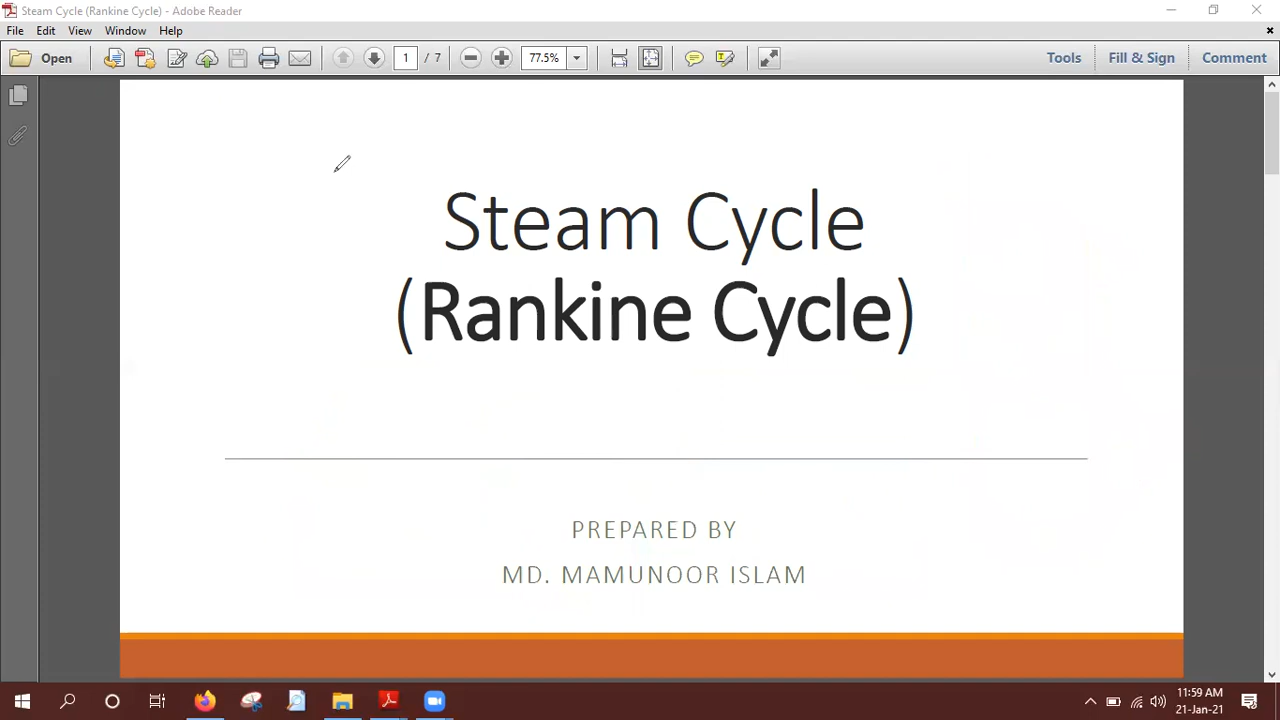 Steam Cycle (Rankine Cycle) - Adobe Reader
File Edit View Window Help
Open 1 / 7 77.5% Tools Fill & Sign Comment
Steam Cycle
(Rankine Cycle)
PREPARED BY
MD. MAMUNOOR ISLAM
11:59 AM
21-Jan-21